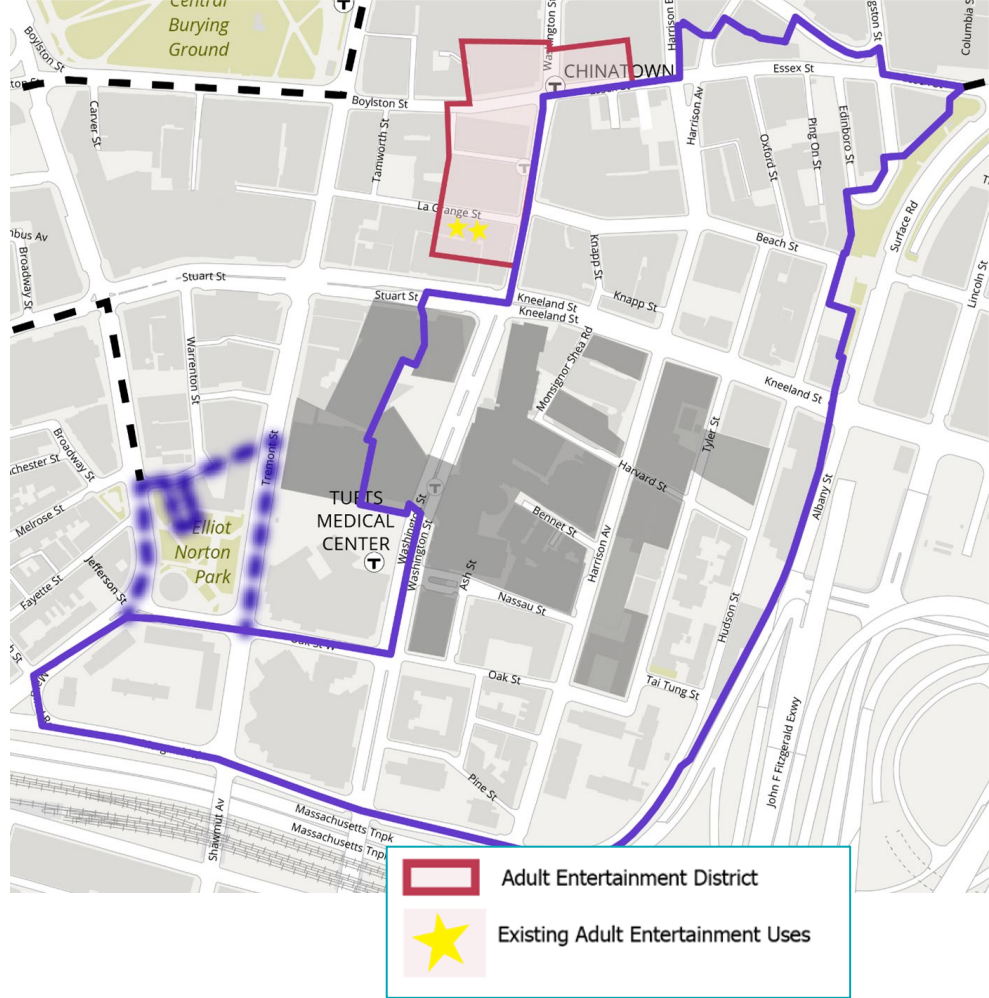 Central
Burying
Ground
Boylston St
Washington St
Columbia S
CHINATOWN
Essex St
Boylston St
Carver St
Tamworth St
Harrison Av
Oxford St
Ping On St
Edinboro St
La Grange St
Surface Rd
Beach St
Knapp St
Knapp St
Lincoln St
Broadway St
Stuart St
Stuart St
Kneeland St
Kneeland St
Monsignor Shea Rd
Warrenton St
Kneeland St
Tyler St
Broadway St
Tremont St
Harvard St
Albany St
Melrose St
TUFTS
MEDICAL
CENTER
Washington St
Washington St
Bennet St
Harrison Av
Elliot
Norton
Park
Jefferson St
Fayette St
Ash St
Nassau St
Hudson St
Oak St W
Oak St
Tai Tung St
John F Fitzgerald Exwy
Pine St
Shawmut Av
Massachusetts Tnpk
Massachusetts Tnpk
Adult Entertainment District
Existing Adult Entertainment Uses